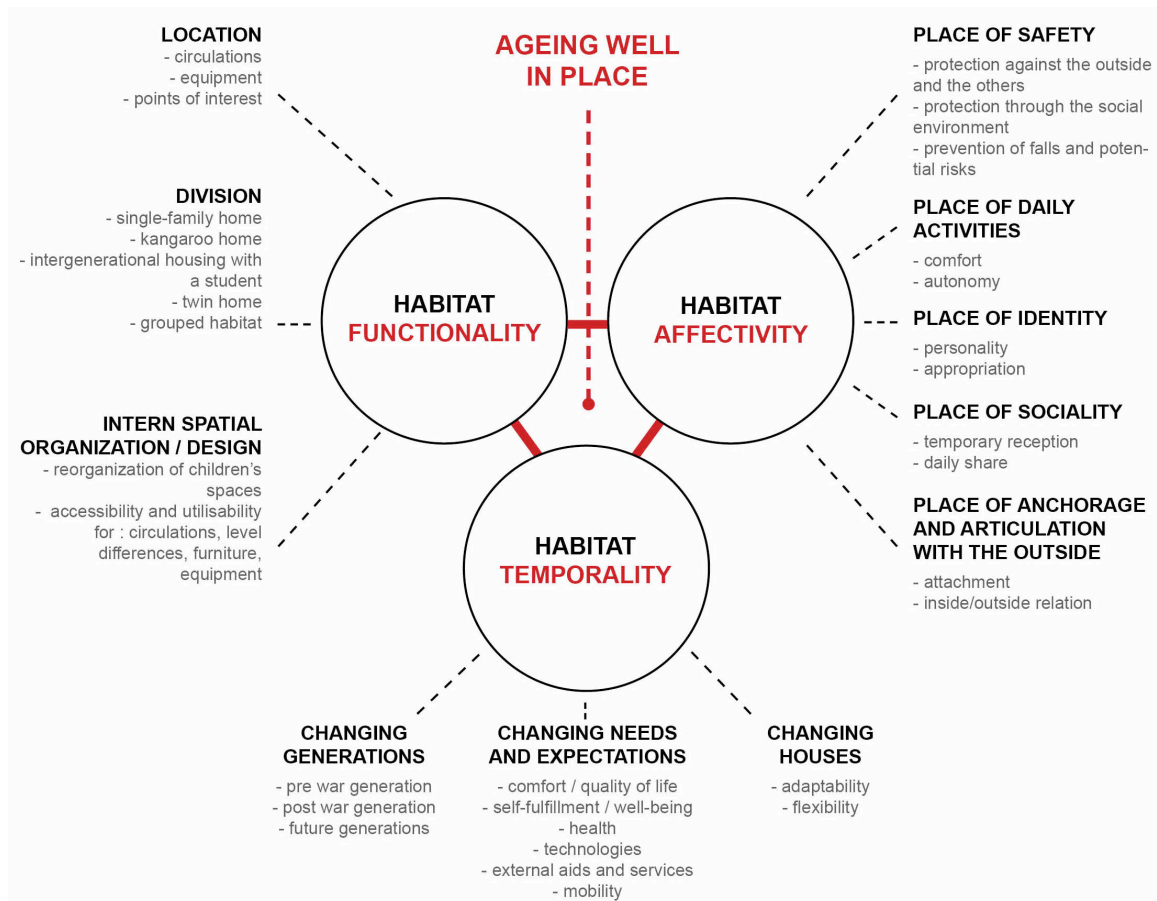 AGEING WELL
IN PLACE
LOCATION
- circulations
- equipment
- points of interest
DIVISION
- single-family home
- kangaroo home
- intergenerational housing with
a student
- twin home
- grouped habitat
INTERN SPATIAL
ORGANIZATION / DESIGN
- reorganization of children’s
spaces
- accessibility and utilisability
for : circulations, level
differences, furniture,
equipment
HABITAT
FUNCTIONALITY
HABITAT
AFFECTIVITY
HABITAT
TEMPORALITY
PLACE OF SAFETY
- protection against the outside
and the others
- protection through the social
environment
- prevention of falls and poten-
tial risks
PLACE OF DAILY
ACTIVITIES
- comfort
- autonomy
PLACE OF IDENTITY
- personality
- appropriation
PLACE OF SOCIALITY
- temporary reception
- daily share
PLACE OF ANCHORAGE
AND ARTICULATION
WITH THE OUTSIDE
- attachment
- inside/outside relation
CHANGING
GENERATIONS
- pre war generation
- post war generation
- future generations
CHANGING NEEDS
AND EXPECTATIONS
- comfort / quality of life
- self-fulfillment / well-being
- health
- technologies
- external aids and services
- mobility
CHANGING
HOUSES
- adaptability
- flexibility